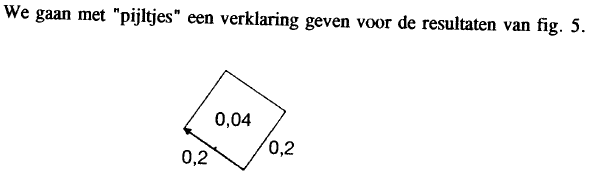 We gaan met "pijltjes" een verklaring geven voor de resultaten van fig. 5.
0,04
0,2
0,2